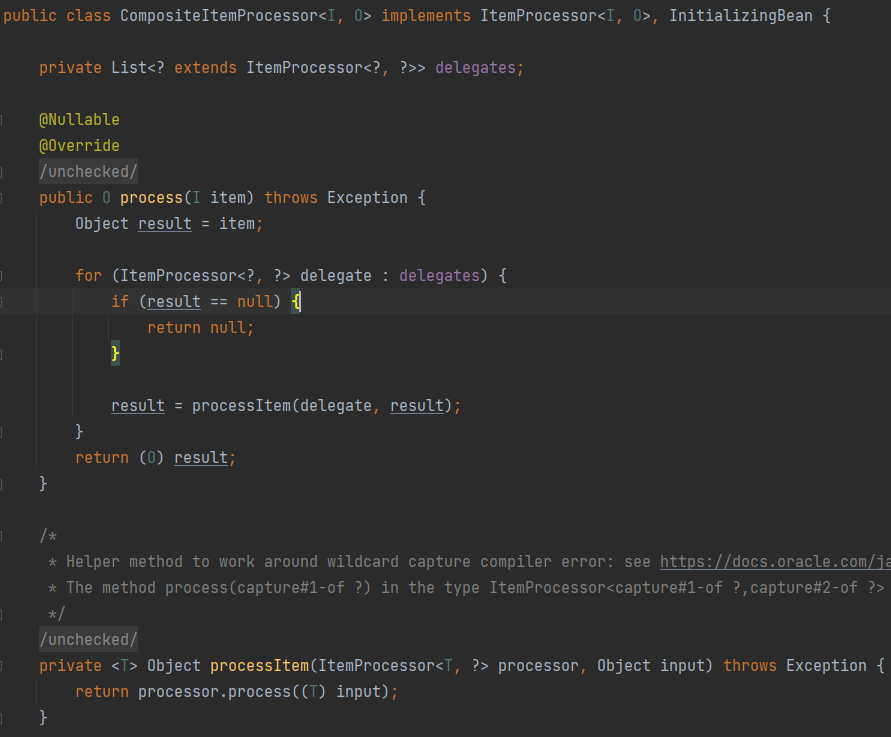 public class CompositeItemProcessor<I, O> implements ItemProcessor<I, O>, InitializingBean {
private List<? extends ItemProcessor<?, ?>> delegates;
@Nullable
@Override
/unchecked/
public O process(I item) throws Exception {
Object result = item;
for (ItemProcessor<?, ?> delegate : delegates) {
if (result == null) {
return null;
}
result = processItem(delegate, result);
}
return (O) result;
}
/*
* Helper method to work around wildcard capture compiler error: see https://docs.oracle.com/ja
* The method process(capture#1-of ?) in the type ItemProcessor<capture#1-of ?,capture#2-of ?>
*/
/unchecked/
private <T> Object processItem(ItemProcessor<T, ?> processor, Object input) throws Exception {
return processor.process((T) input);
}